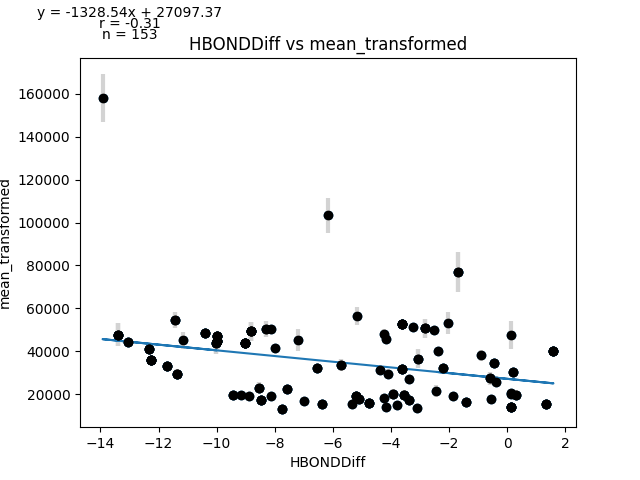 y = -1328.54x + 27097.37
r = -0.31
n = 153
HBONDDiff vs mean_transformed
160000
140000
120000
100000
80000
60000
40000
20000
mean_transformed
−14 −12 −10 −8 −6 −4 −2 0 2
HBONDDiff